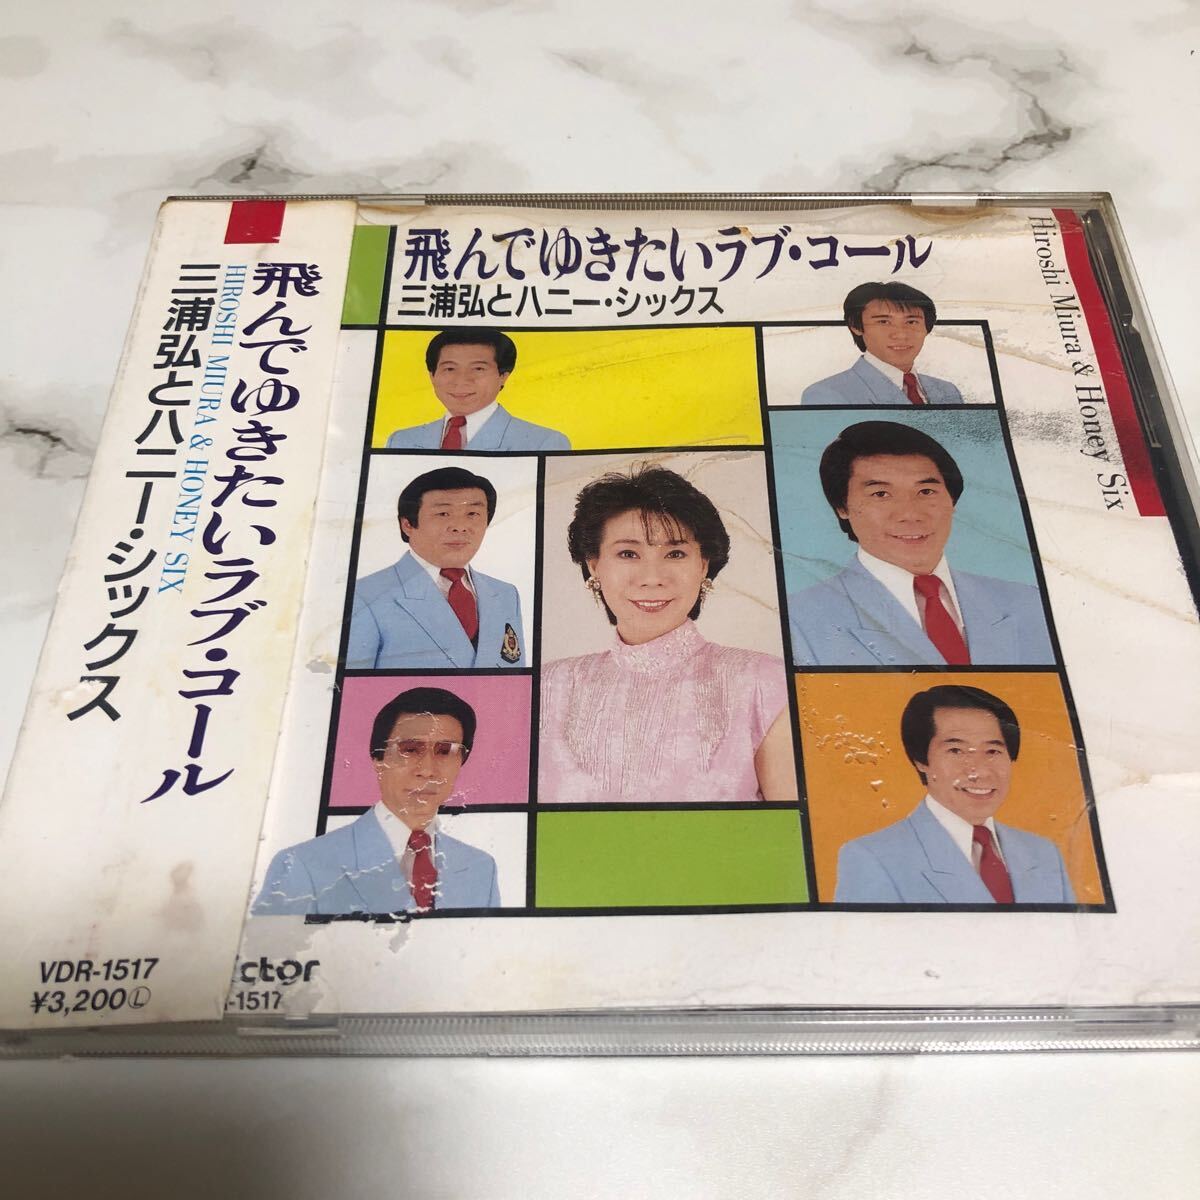 飛んでゆきたいラブ・コール
HIROSHI MIURA & HONEY SIX
三浦弘とハニー・シックス
VDR-1517
¥3,200Ⓛ
飛んでゆきたいラブ・コール
三浦弘とハニー・シックス
Hiroshi Miura & Honey Six
ctor
-1517